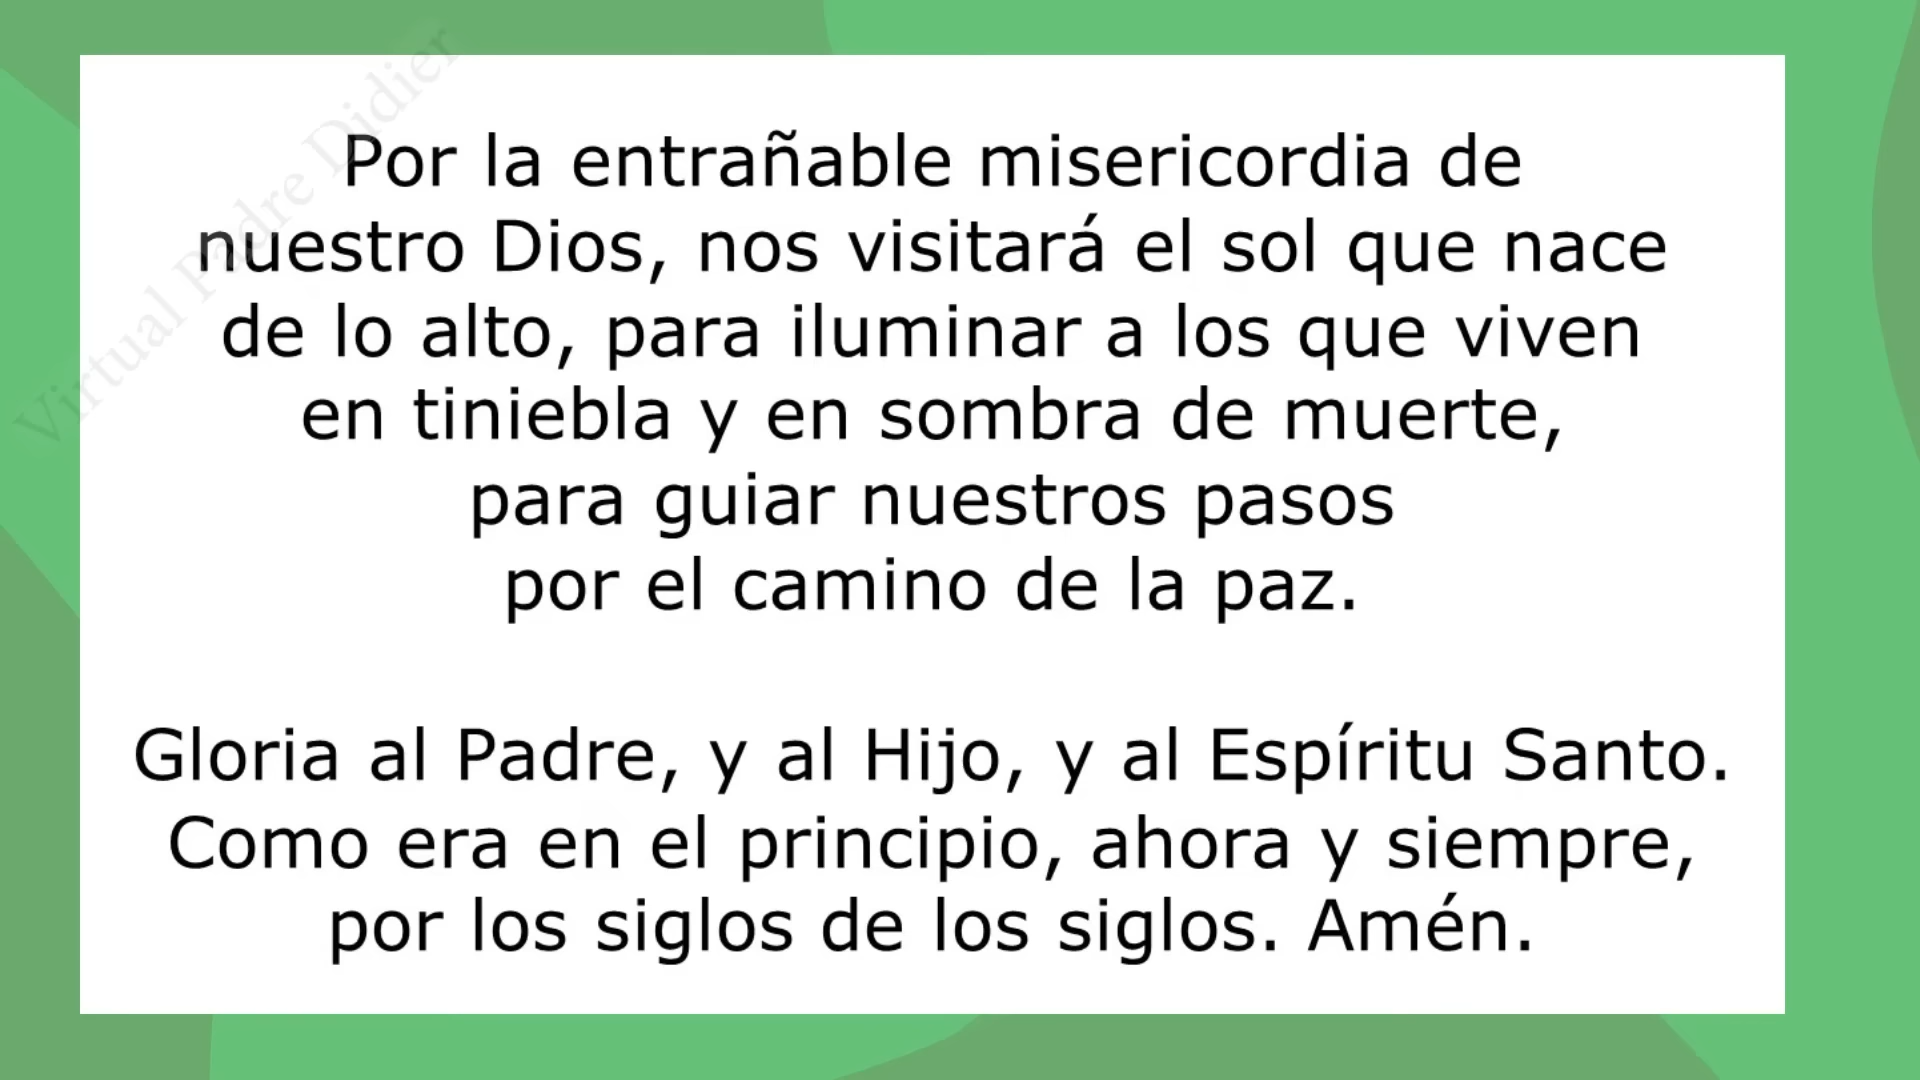 Virtual Padre Didier
Por la entrañable misericordia de
nuestro Dios, nos visitará el sol que nace
de lo alto, para iluminar a los que viven
en tiniebla y en sombra de muerte,
para guiar nuestros pasos
por el camino de la paz.
Gloria al Padre, y al Hijo, y al Espíritu Santo.
Como era en el principio, ahora y siempre,
por los siglos de los siglos. Amén.